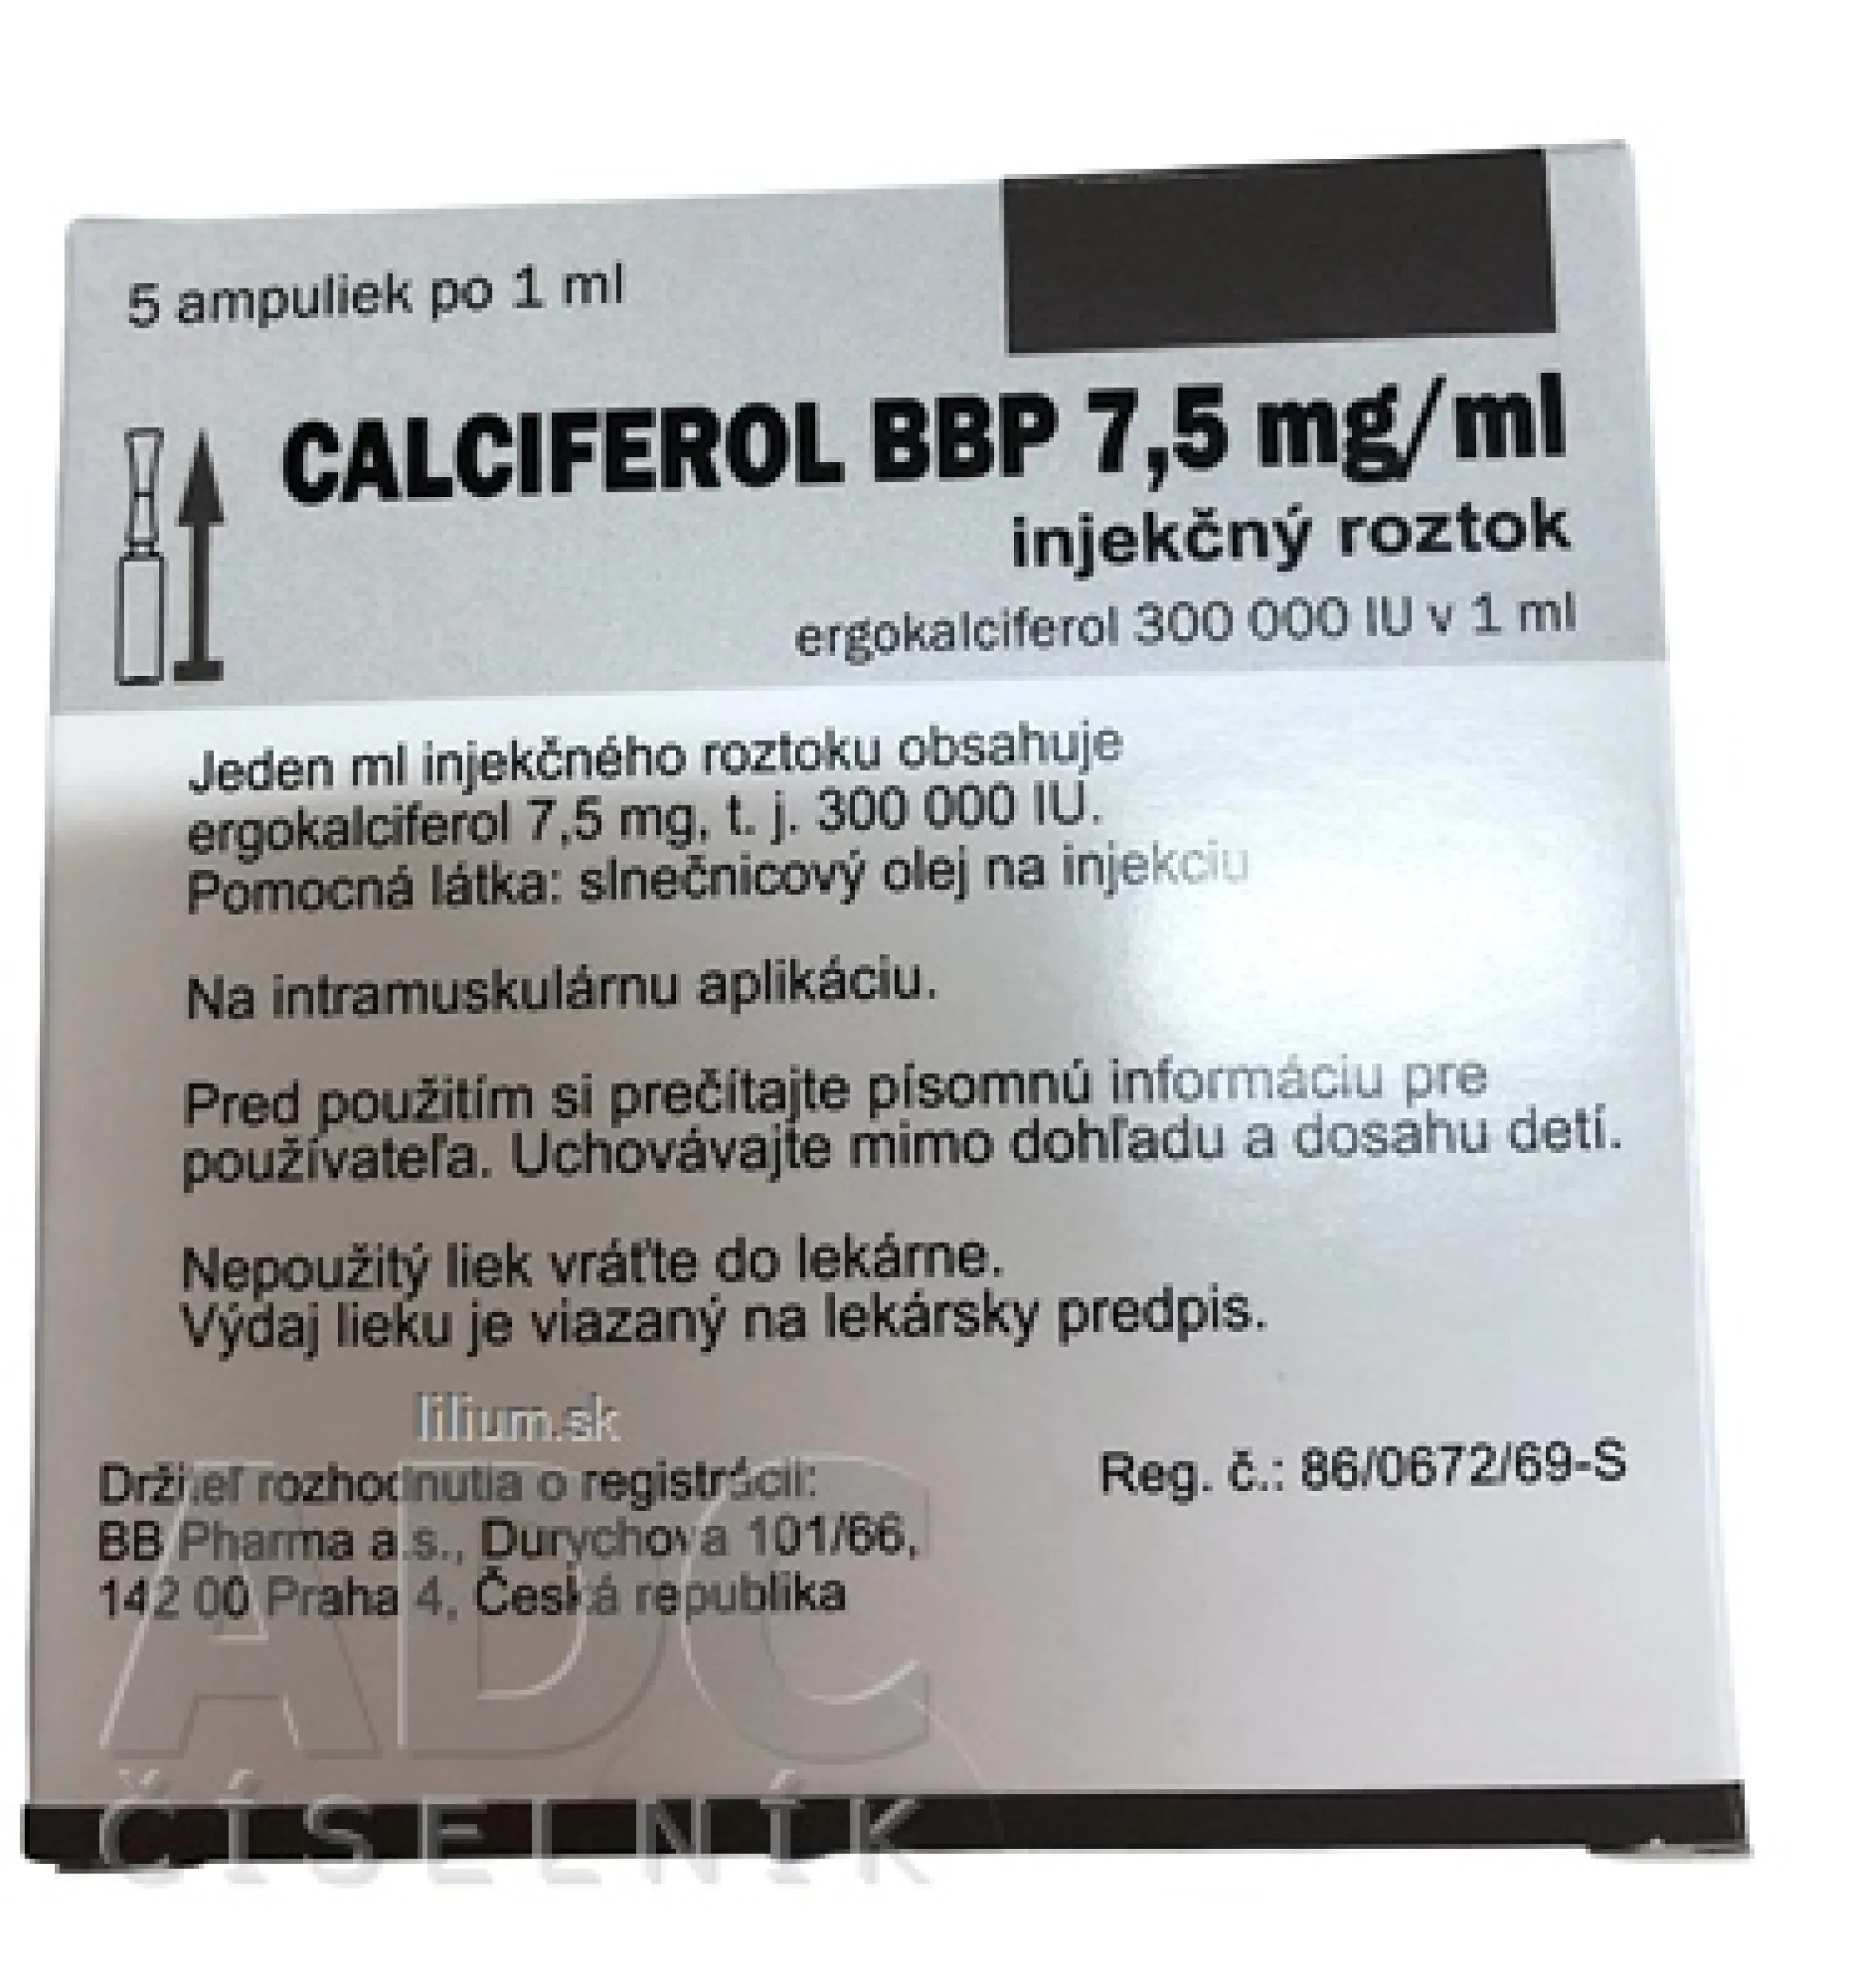 5 ampuliek po 1 ml
CALCIFEROL BBP 7,5 mg/ml
injekčný roztok
ergokalciferol 300 000 IU v 1 ml
Jeden ml injekčného roztoku obsahuje
ergokalciferol 7,5 mg, t. j. 300 000 IU.
Pomocná látka: slnečnicový olej na injekciu
Na intramuskulárnu aplikáciu.
Pred použitím si prečítajte písomnú informáciu pre
používateľa. Uchovávajte mimo dohľadu a dosahu detí.
Nepoužitý liek vráťte do lekárne.
Výdaj lieku je viazaný na lekársky predpis.
lilium.sk
Držiteľ rozhodnutia o registrácii:
BB Pharma a.s., Durychova 101/66,
142 00 Praha 4, Česká republika
Reg. č.: 86/0672/69-S
ADC
ČÍSELNÍK